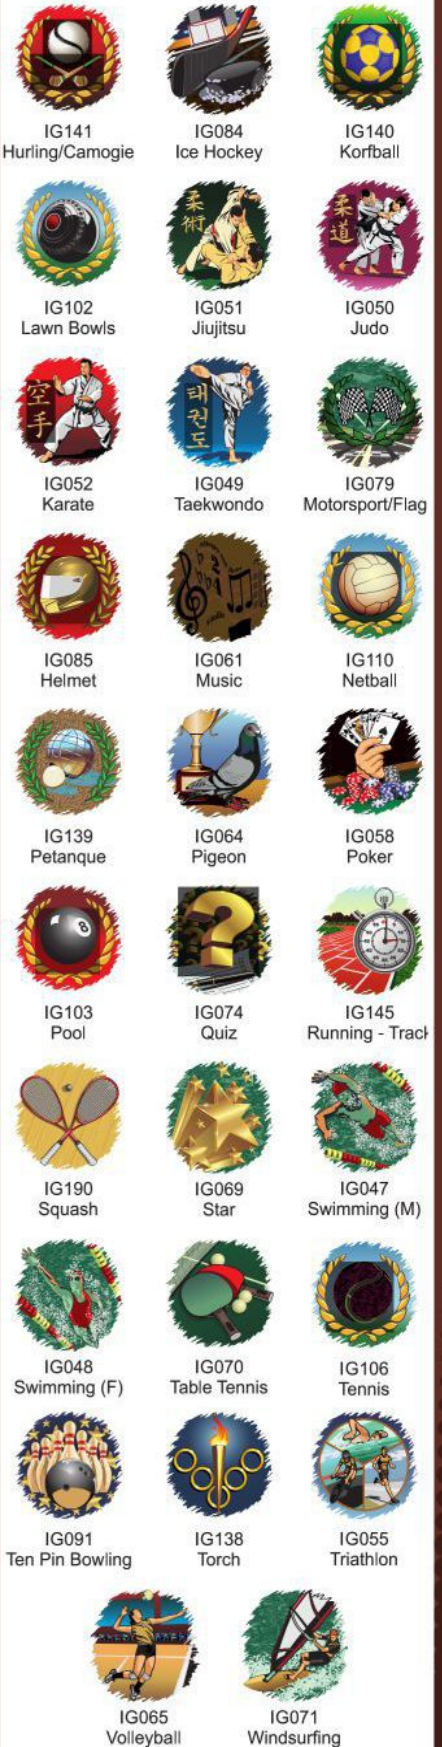 IG141
Hurling/Camogie
IG084
Ice Hockey
IG140
Korfball
IG102
Lawn Bowls
柔術
IG051
Jiujitsu
柔道
IG050
Judo
空手
IG052
Karate
태권도
IG049
Taekwondo
IG079
Motorsport/Flag
IG085
Helmet
IG061
Music
IG110
Netball
IG139
Petanque
IG064
Pigeon
IG058
Poker
8
IG103
Pool
?
IG074
Quiz
IG145
Running - Track
IG190
Squash
IG069
Star
IG047
Swimming (M)
IG048
Swimming (F)
IG070
Table Tennis
IG106
Tennis
IG091
Ten Pin Bowling
IG138
Torch
IG055
Triathlon
IG065
Volleyball
IG071
Windsurfing